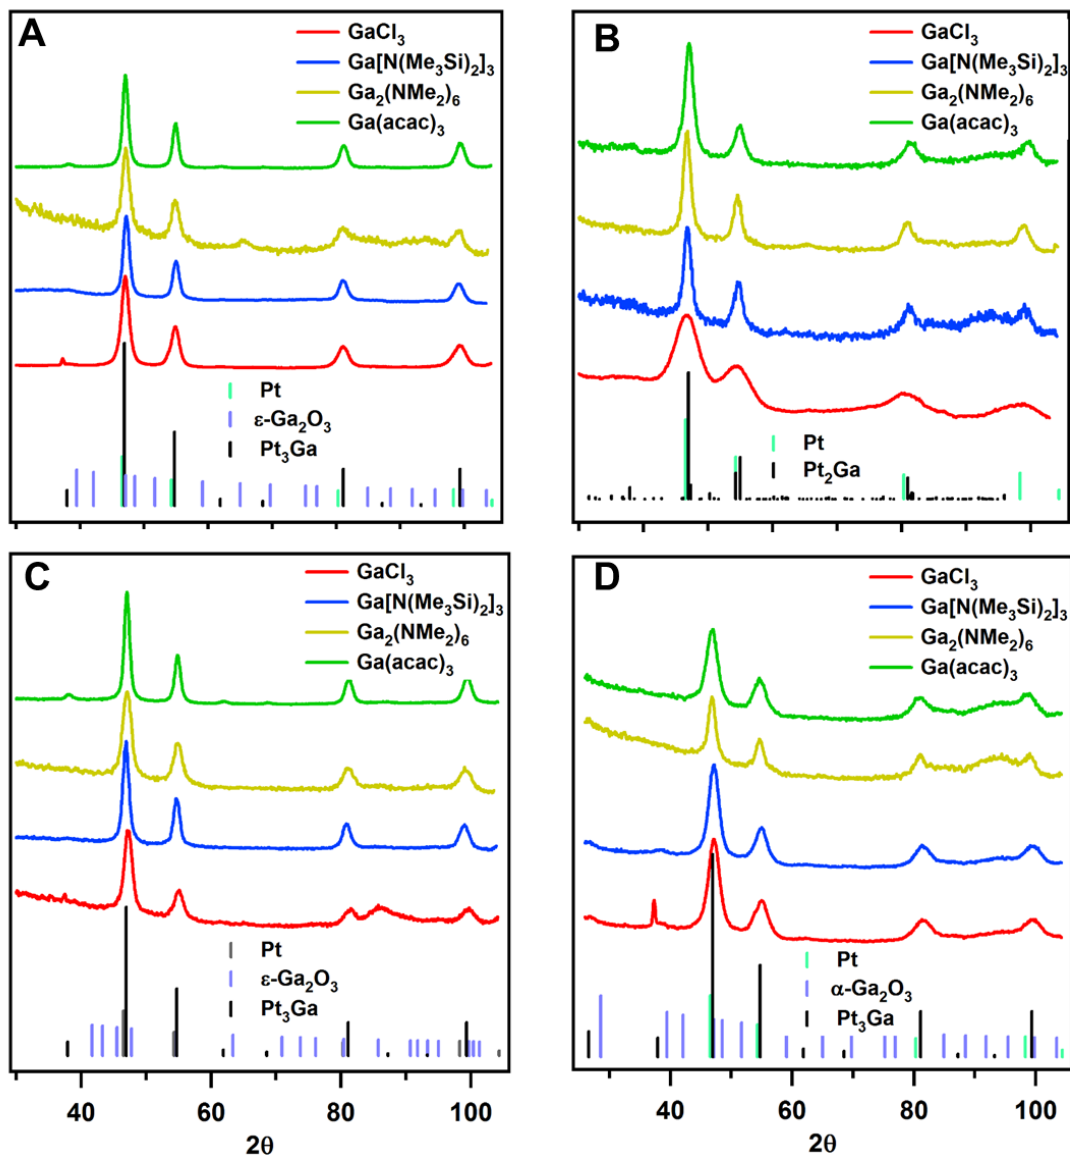 A
GaCl₃
Ga[N(Me₃Si)₂]₃
Ga₂(NMe₂)₆
Ga(acac)₃
Pt
ε-Ga₂O₃
Pt₃Ga
B
GaCl₃
Ga[N(Me₃Si)₂]₃
Ga₂(NMe₂)₆
Ga(acac)₃
Pt
Pt₂Ga
C
GaCl₃
Ga[N(Me₃Si)₂]₃
Ga₂(NMe₂)₆
Ga(acac)₃
Pt
ε-Ga₂O₃
Pt₃Ga
40 60 80 100
2θ
D
GaCl₃
Ga[N(Me₃Si)₂]₃
Ga₂(NMe₂)₆
Ga(acac)₃
Pt
α-Ga₂O₃
Pt₃Ga
40 60 80 100
2θ